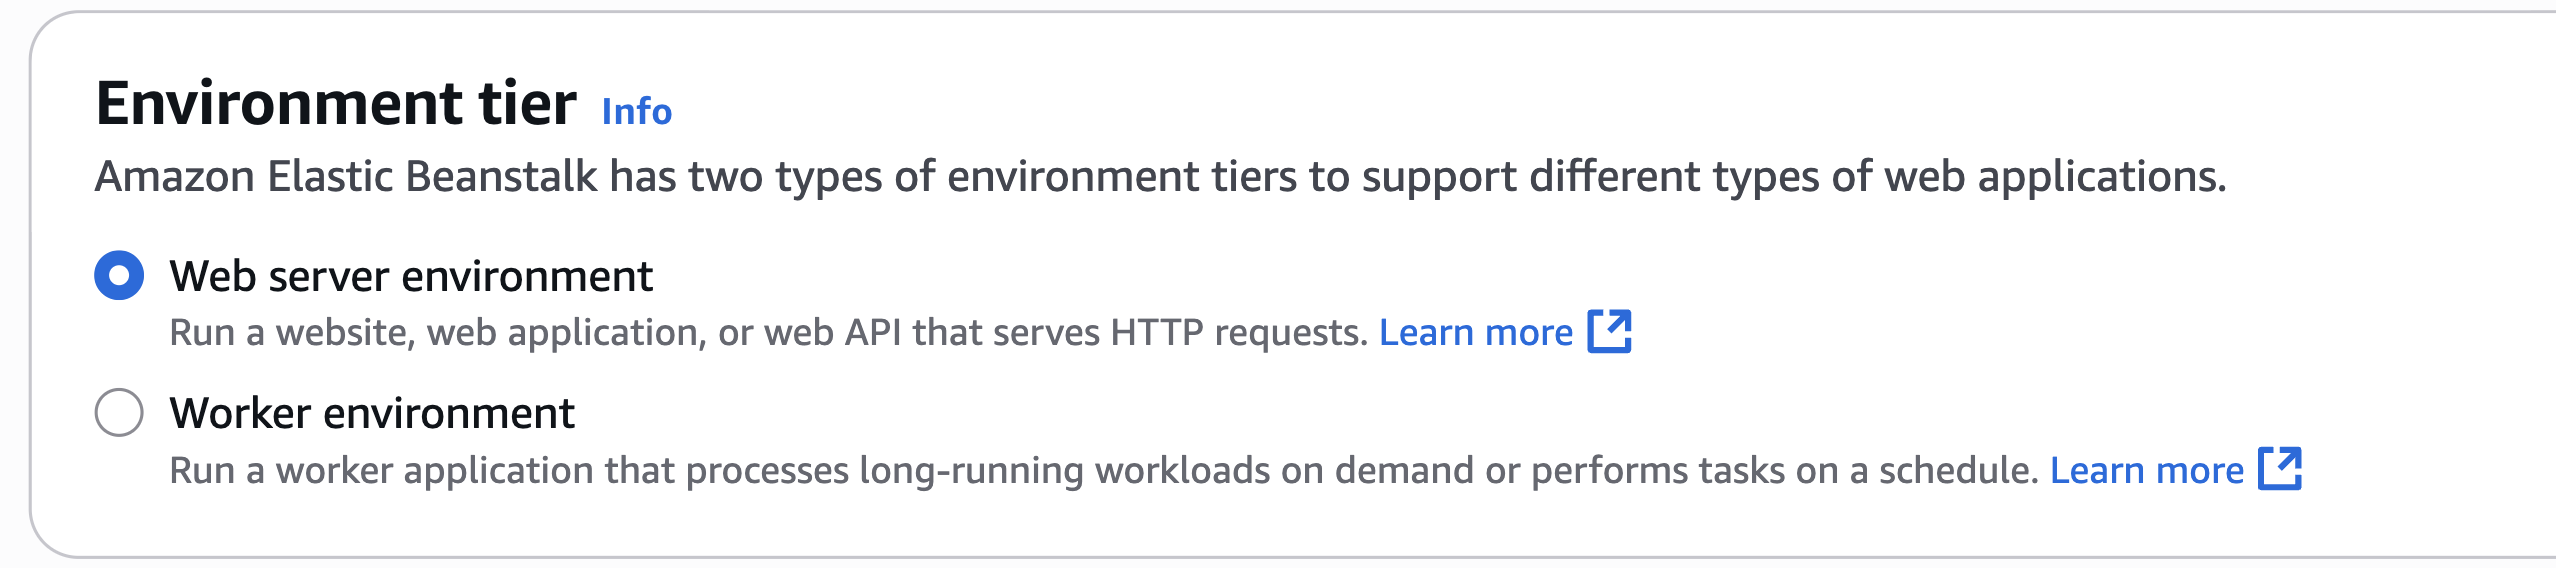 Environment tier Info
Amazon Elastic Beanstalk has two types of environment tiers to support different types of web applications.
Web server environment
Run a website, web application, or web API that serves HTTP requests. Learn more
Worker environment
Run a worker application that processes long-running workloads on demand or performs tasks on a schedule. Learn more